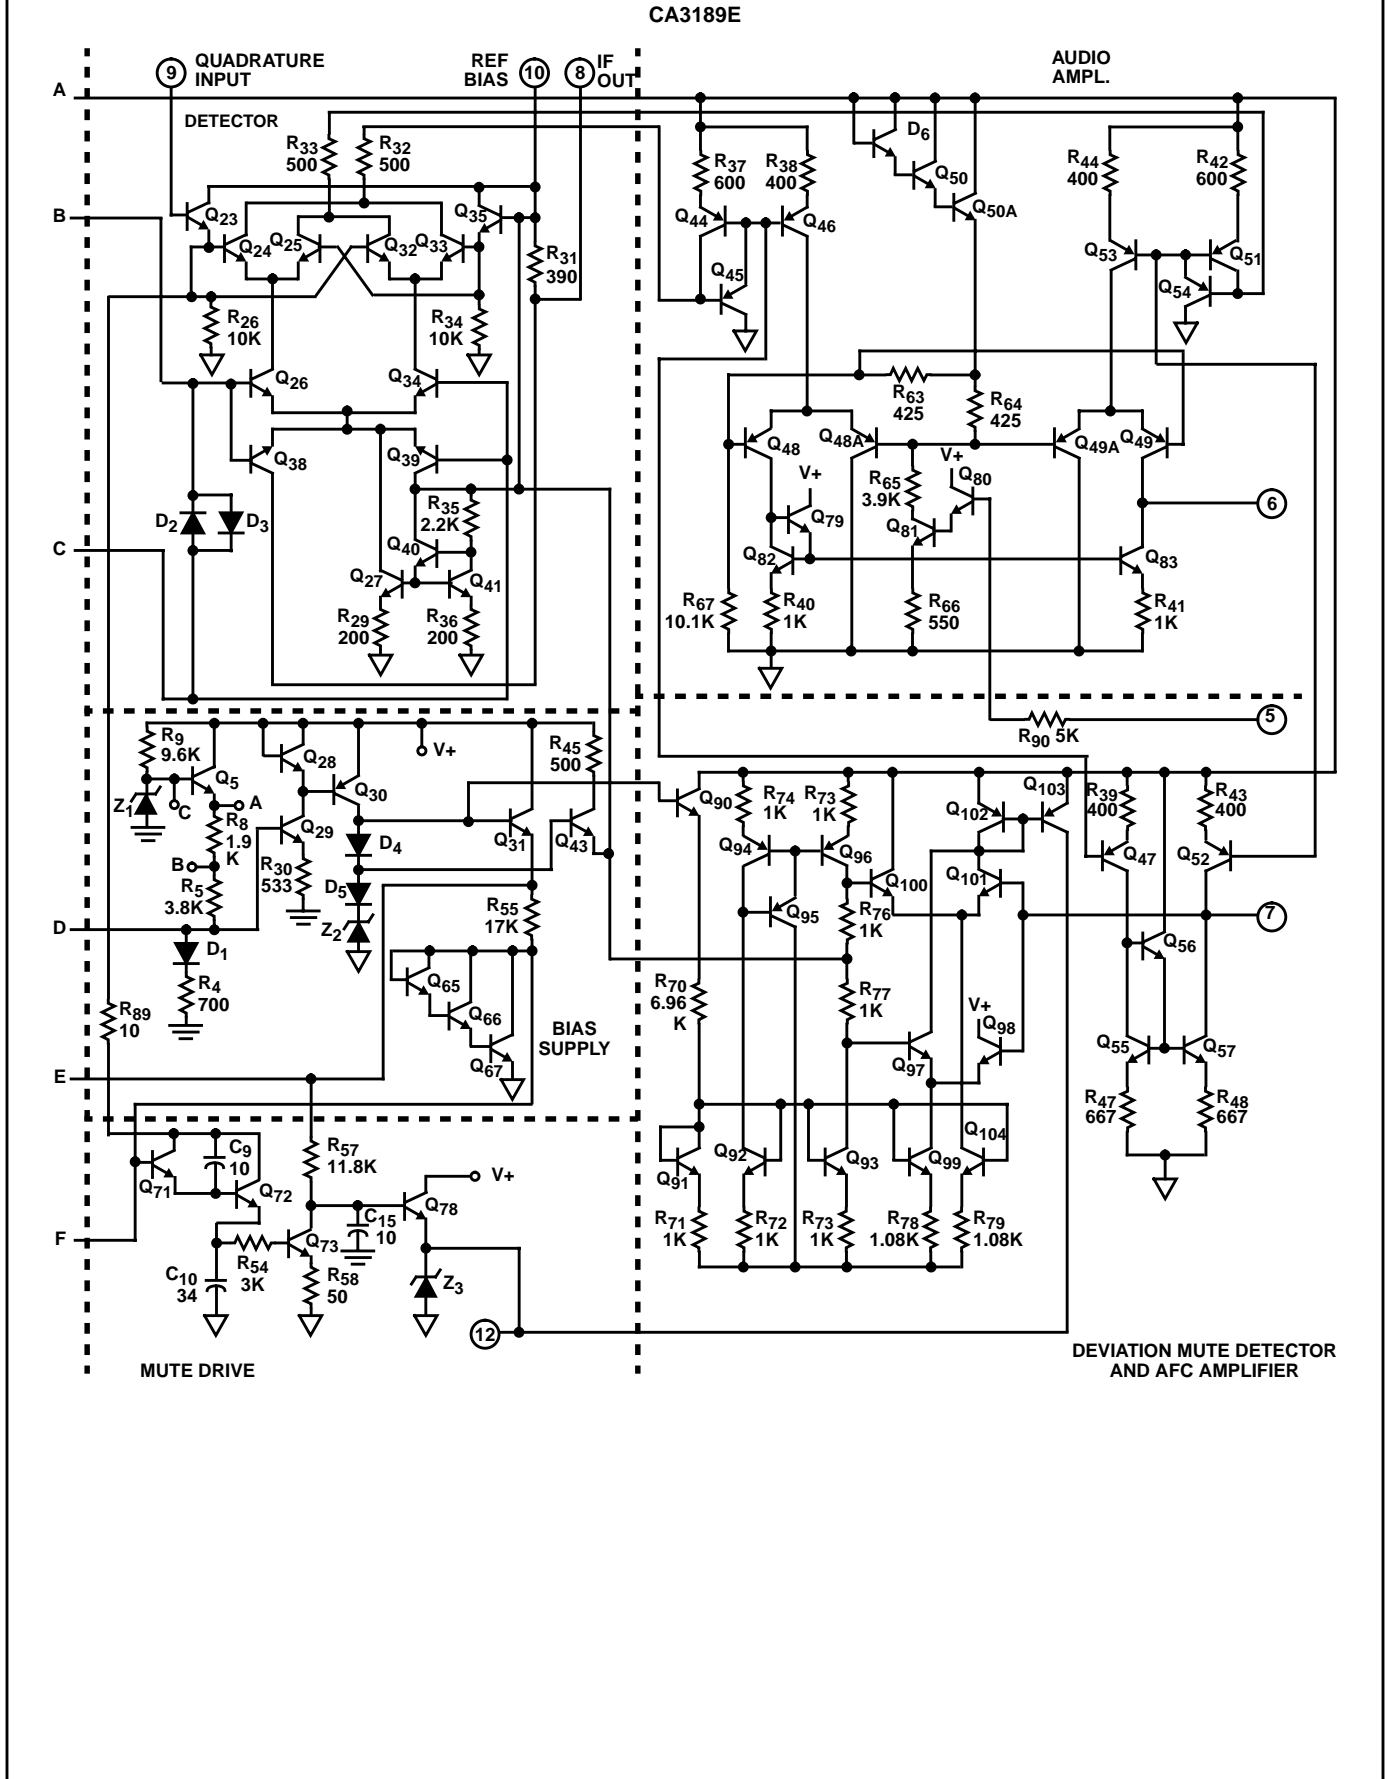 CA3189E
9 QUADRATURE INPUT
REF BIAS 10
8 IF OUT
AUDIO AMPL.
A
DETECTOR
R33 500
R32 500
R37 600
R38 400
D6
Q50
Q50A
R44 400
R42 600
B
Q23
Q35
Q44
Q46
Q24
Q25
Q32
Q33
R31 390
Q53
Q51
Q45
Q54
R26 10K
R34 10K
Q26
Q34
R63 425
R64 425
Q38
Q39
Q48
Q48A
Q49A
Q49
V+
R65 3.9K
V+
Q80
D2
D3
R35 2.2K
Q79
Q81
6
C
Q40
Q82
Q83
Q27
Q41
R29 200
R36 200
R67 10.1K
R40 1K
R66 550
R41 1K
R9 9.6K
V+
R45 500
R90 5K
5
Q5
Q28
Z1
C
A
Q30
Q90
R74 1K
R73 1K
Q102
Q103
R39 400
R43 400
R8 1.9 K
Q29
D4
Q31
Q43
Q94
Q96
Q47
Q52
B
R30 533
R5 3.8K
D5
R55 17K
Q100
Q101
Q95
R76 1K
7
D
Z2
D1
Q56
R4 700
Q65
R70 6.96 K
R77 1K
V+
Q98
R89 10
Q66
BIAS SUPPLY
Q67
Q97
Q55
Q57
E
R47 667
R48 667
C9 10
R57 11.8K
Q104
Q71
Q72
V+
Q78
Q91
Q92
Q93
Q99
F
Q73
C15 10
R71 1K
R72 1K
R73 1K
R78 1.08K
R79 1.08K
R54 3K
C10 34
R58 50
Z3
12
MUTE DRIVE
DEVIATION MUTE DETECTOR
AND AFC AMPLIFIER